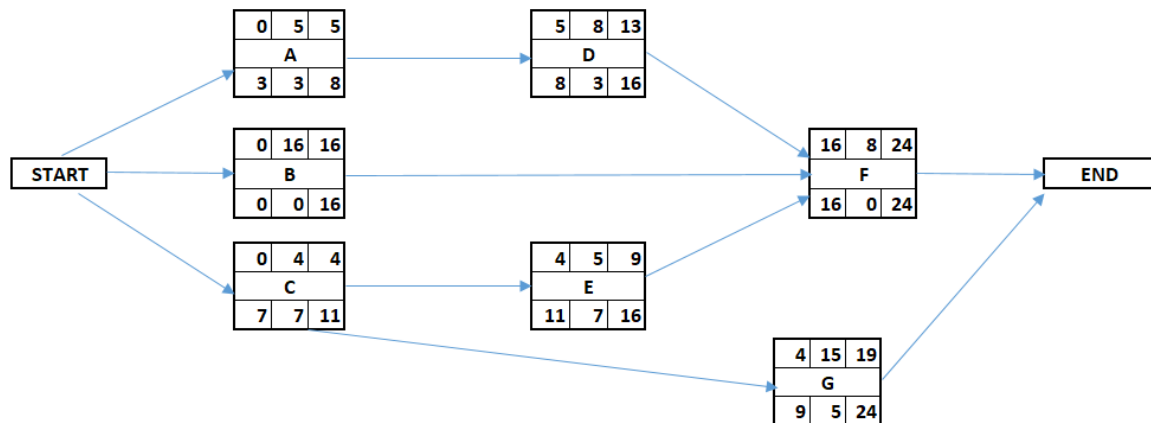 0 5 5
A
3 3 8
5 8 13
D
8 3 16
START
0 16 16
B
0 0 16
16 8 24
F
16 0 24
END
0 4 4
C
7 7 11
4 5 9
E
11 7 16
4 15 19
G
9 5 24